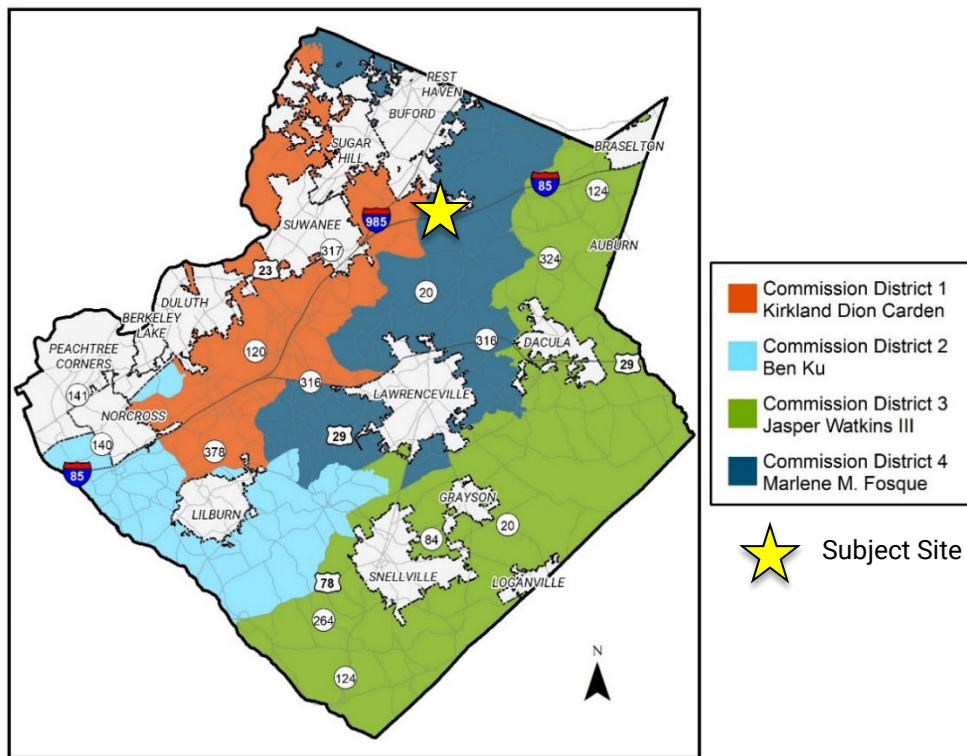 REST
HAVEN
BUFORD
SUGAR
HILL
BRASELTON
85
124
985
SUWANEE
317
AUBURN
324
23
20
DULUTH
BERKELEY
LAKE
PEACHTREE
CORNERS
120
316
DACULA
29
316
141
LAWRENCEVILLE
NORCROSS
140
29
378
85
LILBURN
GRAYSON
20
84
SNELLVILLE
LOGANVILLE
78
264
124
N
Commission District 1
Kirkland Dion Carden
Commission District 2
Ben Ku
Commission District 3
Jasper Watkins III
Commission District 4
Marlene M. Fosque
Subject Site